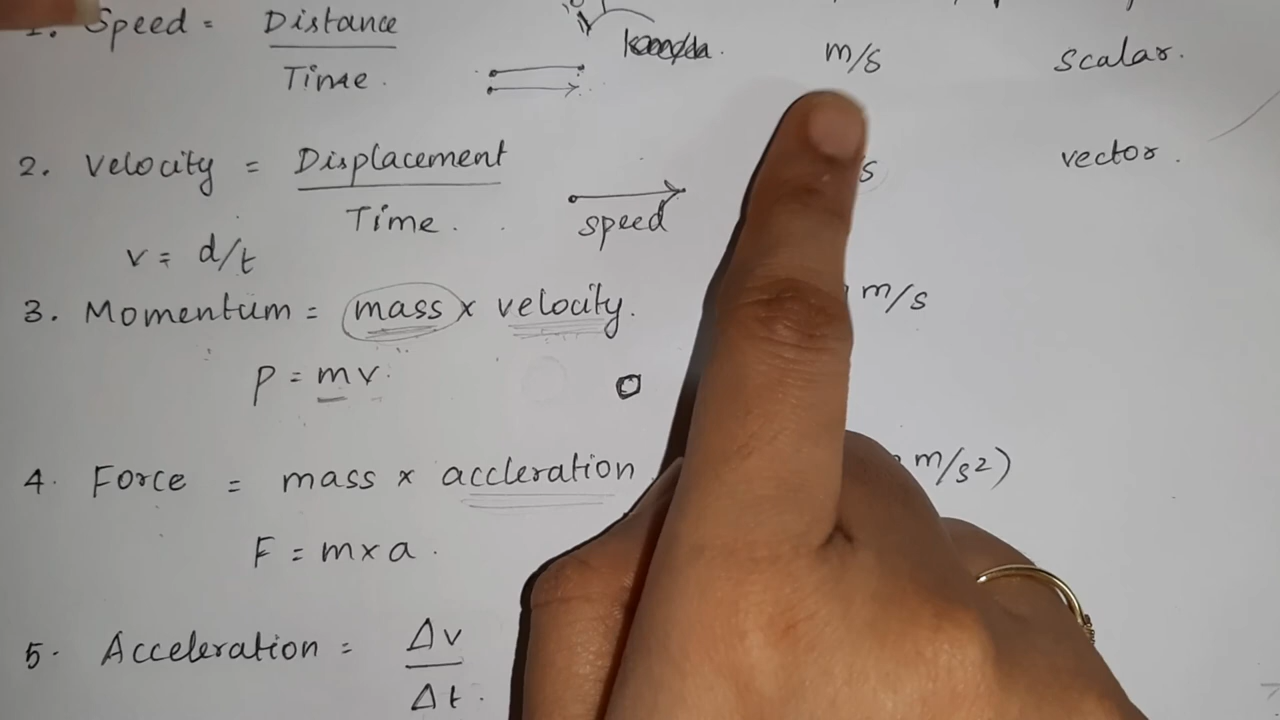 1. Speed = Distance m/s scalar.
Time.
2. Velocity = Displacement s vector.
Time. speed
v = d/t
3. Momentum = mass x velocity. m/s
P = mv.
4. Force = mass x accleration m/s²)
F = m x a.
5. Acceleration = Δv
Δt.